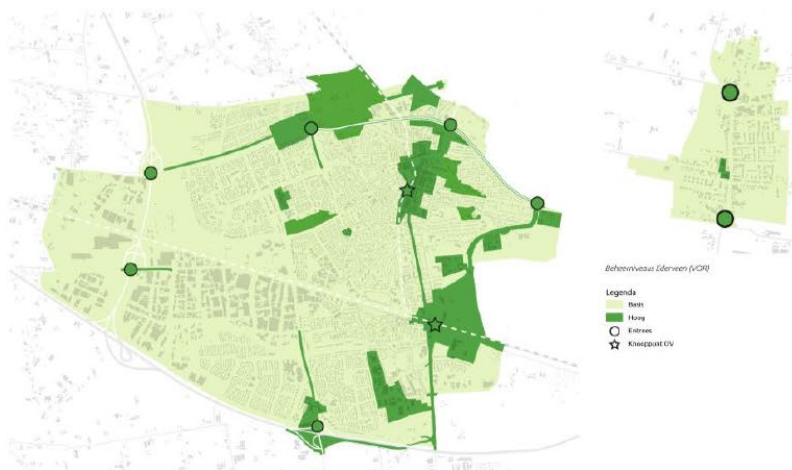 Beheerniveaus Ederveen (VOR)
Legenda
Basis
Hoog
Entrees
Knooppunt OV